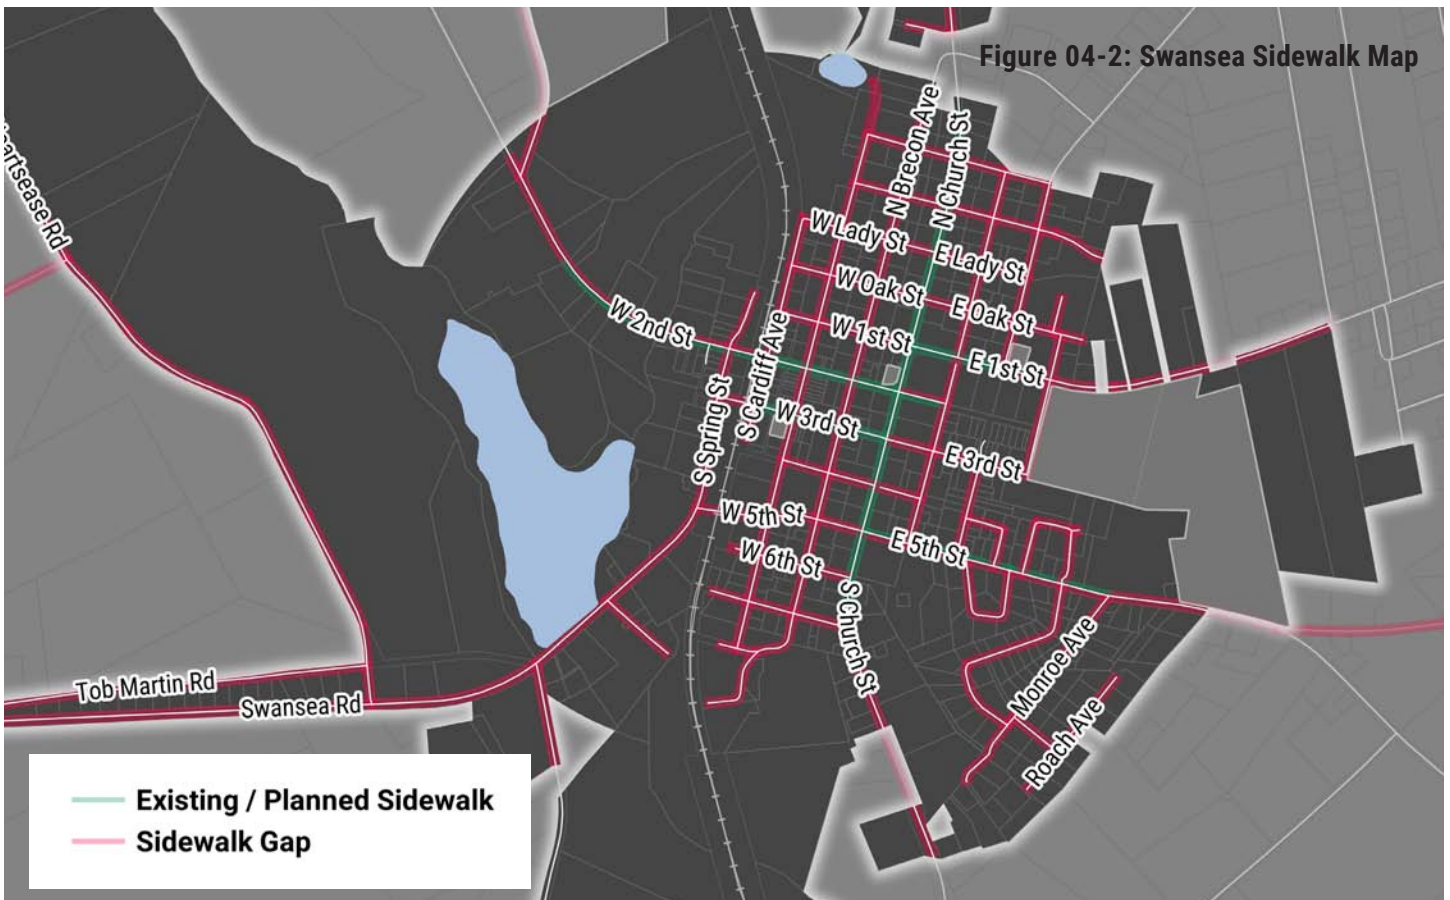 Figure 04-2: Swansea Sidewalk Map
N Brecon Ave
N Church St
W Lady St
E Lady St
W Oak St
E Oak St
W 1st St
E 1st St
W 2nd St
S Cardiff Ave
S Spring St
W 3rd St
E 3rd St
W 5th St
E 5th St
W 6th St
S Church St
Monroe Ave
Roach Ave
Tob Martin Rd
Swansea Rd
Existing / Planned Sidewalk
Sidewalk Gap